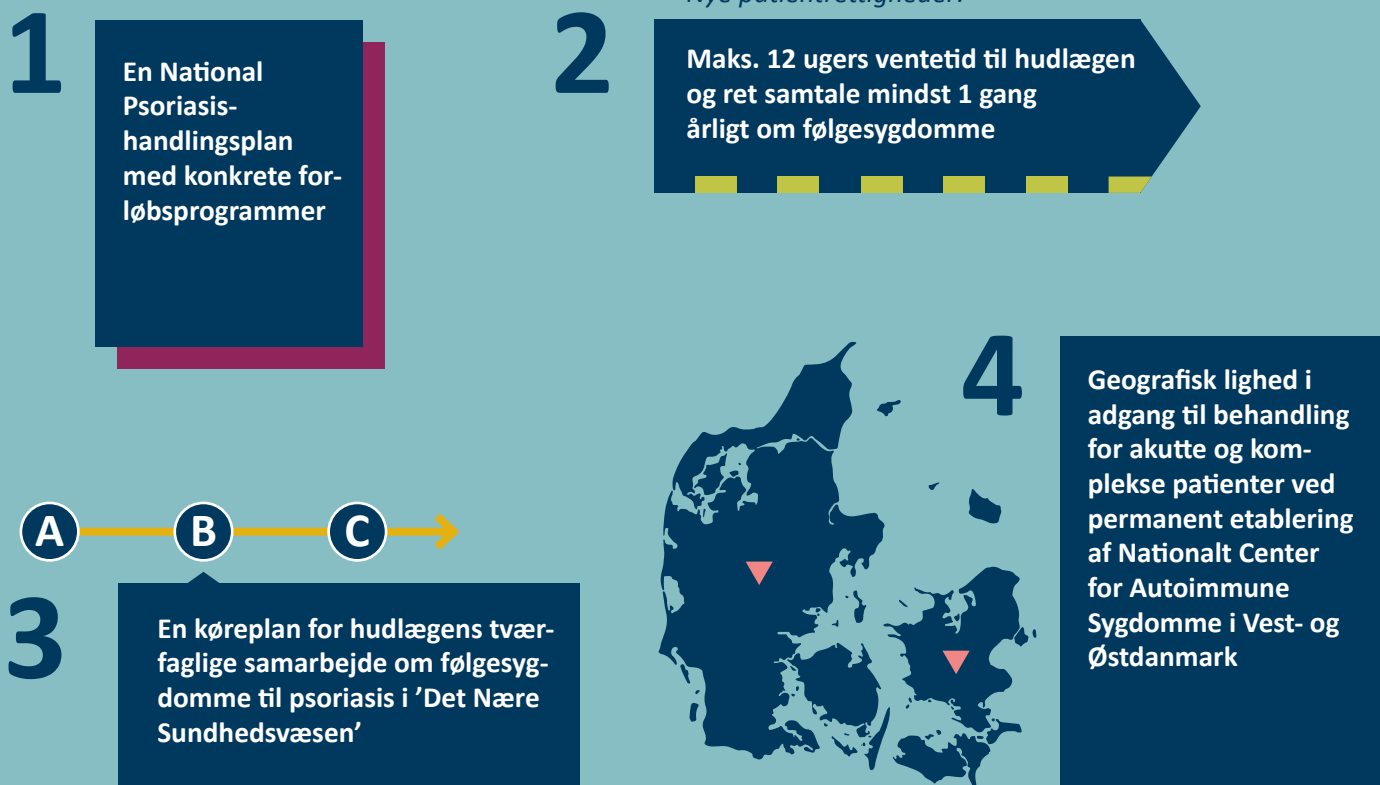 1
En National
Psoriasis-
handlingsplan
med konkrete for-
løbsprogrammer
Nye patientrettigheder:
2
Maks. 12 ugers ventetid til hudlægen
og ret samtale mindst 1 gang
årligt om følgesygdomme
A B C
3
En køreplan for hudlægens tvær-
faglige samarbejde om følgesyg-
domme til psoriasis i ’Det Nære
Sundhedsvæsen’
4
Geografisk lighed i
adgang til behandling
for akutte og kom-
plekse patienter ved
permanent etablering
af Nationalt Center
for Autoimmune
Sygdomme i Vest- og
Østdanmark